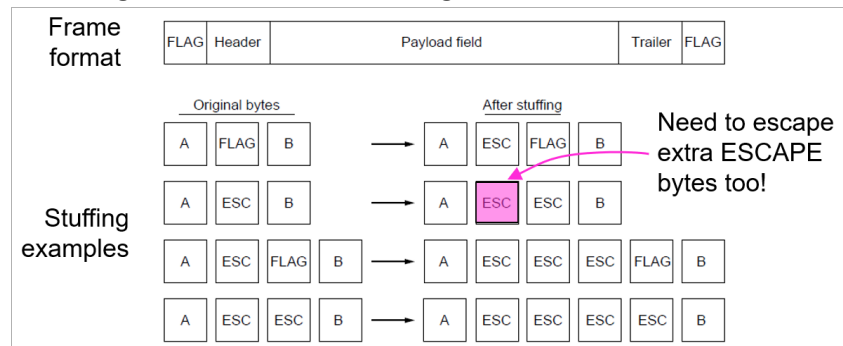 Frame
format
FLAG Header Payload field Trailer FLAG
Original bytes After stuffing
A FLAG B A ESC FLAG B
Need to escape
extra ESCAPE
bytes too!
A ESC B A ESC ESC B
Stuffing
examples
A ESC FLAG B A ESC ESC ESC FLAG B
A ESC ESC B A ESC ESC ESC ESC B